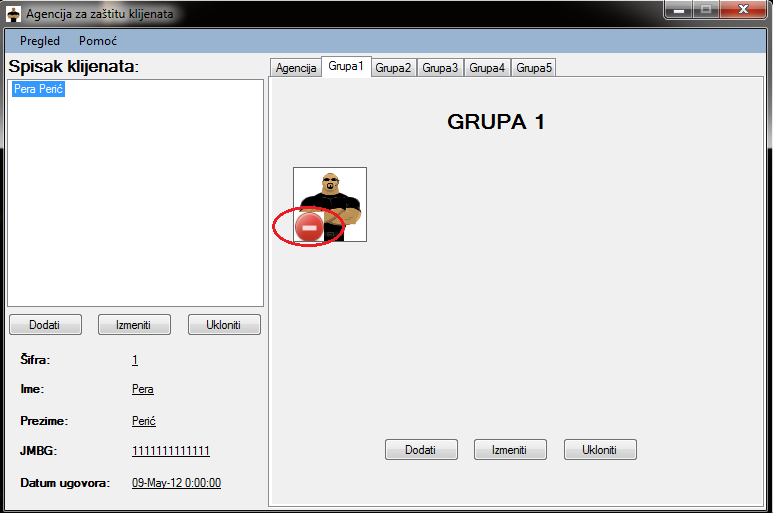 Agencija za zaštitu klijenata
Pregled Pomoć
Spisak klijenata:
Pera Perić
Dodati Izmeniti Ukloniti
Šifra: 1
Ime: Pera
Prezime: Perić
JMBG: 1111111111111
Datum ugovora: 09-May-12 0:00:00
Agencija Grupa1 Grupa2 Grupa3 Grupa4 Grupa5
GRUPA 1
Dodati Izmeniti Ukloniti